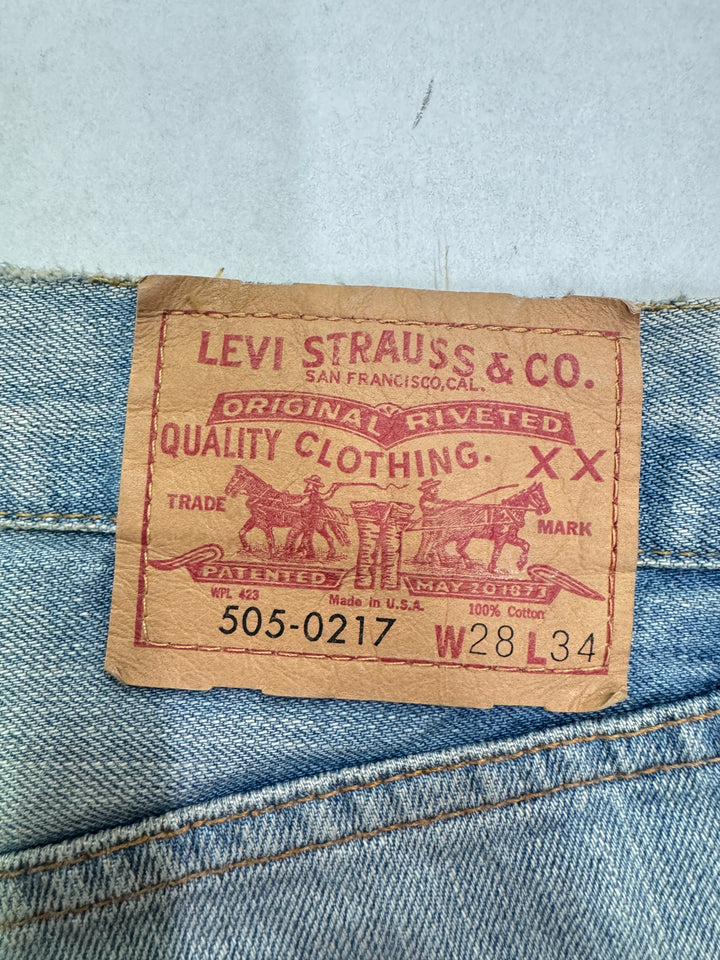 LEVI STRAUSS & CO.
SAN FRANCISCO, CAL.
ORIGINAL RIVETED
QUALITY CLOTHING. XX
TRADE MARK
PATENTED MAY 20 1873
WPL 423 Made in U.S.A. 100% Cotton
505-0217 W28 L34